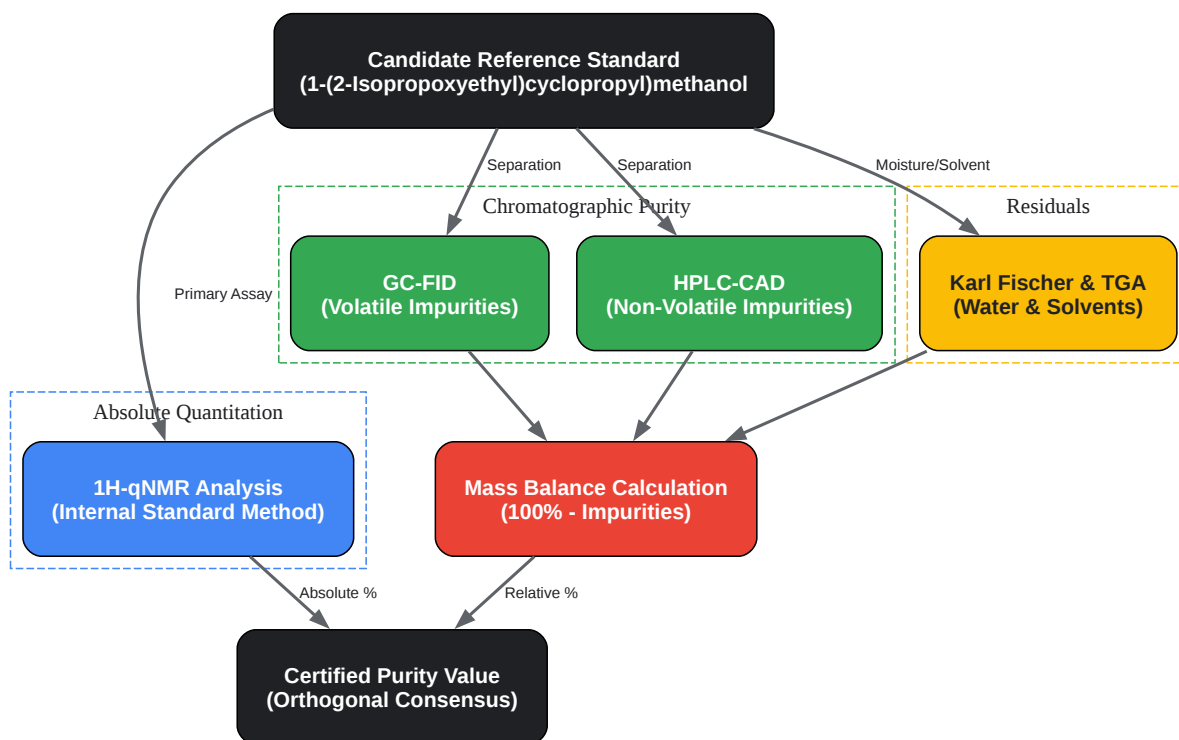 Candidate Reference Standard
(1-(2-Isopropoxyethyl)cyclopropyl)methanol
Separation
Separation
Moisture/Solvent
Chromatographic Purity
Residuals
GC-FID
(Volatile Impurities)
HPLC-CAD
(Non-Volatile Impurities)
Karl Fischer & TGA
(Water & Solvents)
Primary Assay
Absolute Quantitation
1H-qNMR Analysis
(Internal Standard Method)
Mass Balance Calculation
(100% - Impurities)
Absolute %
Relative %
Certified Purity Value
(Orthogonal Consensus)